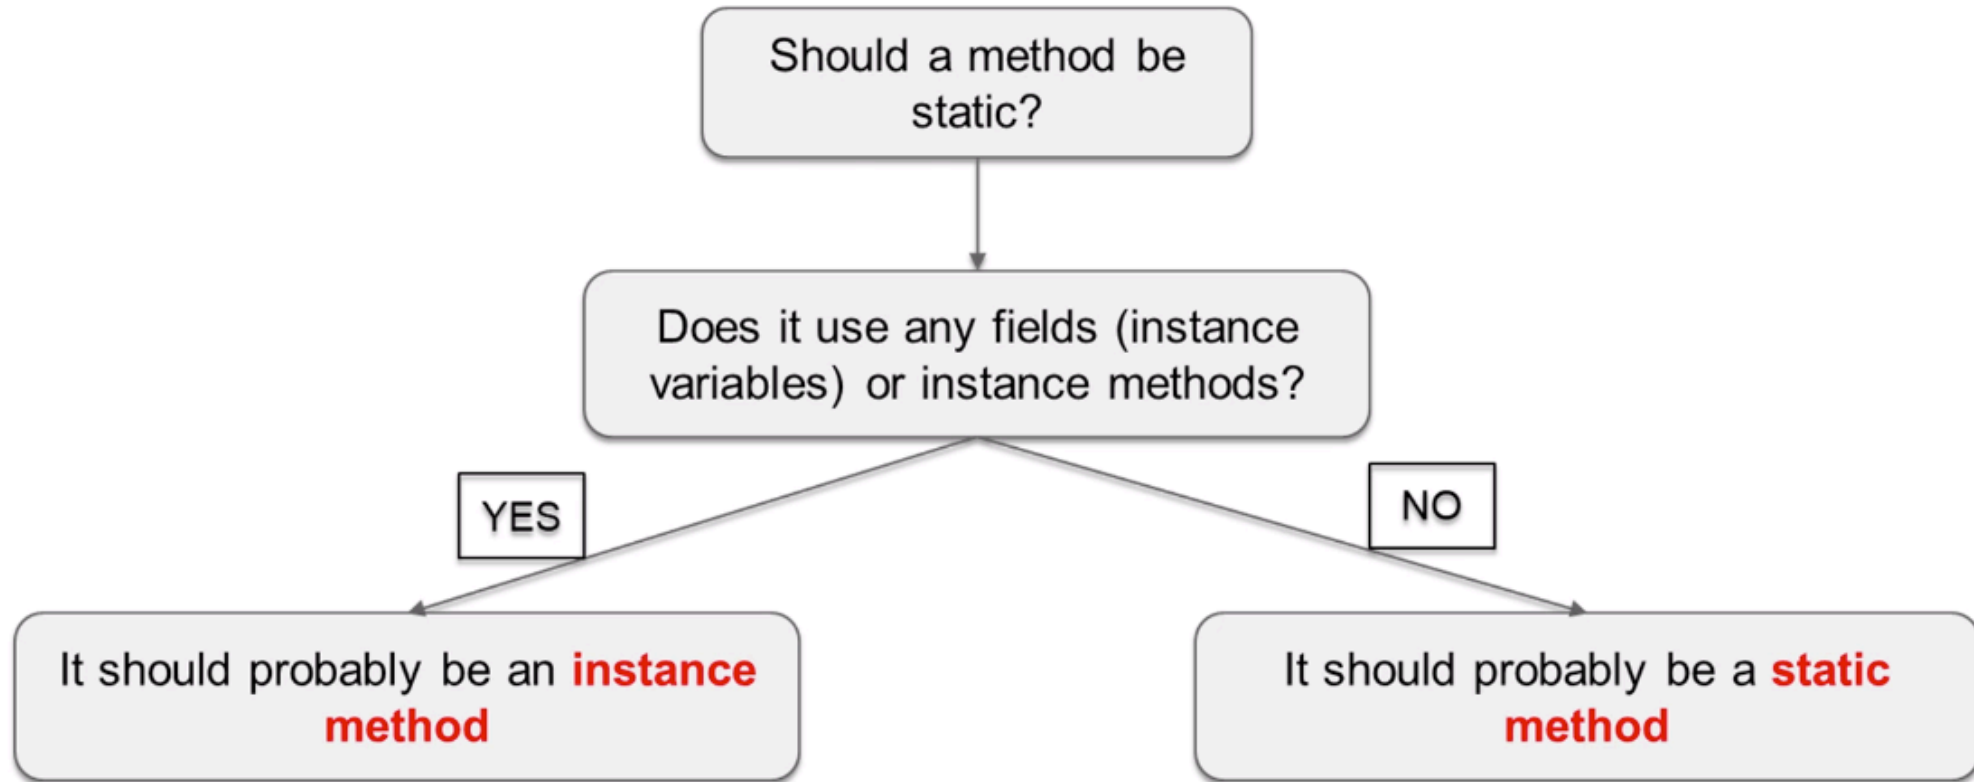 Should a method be
static?
Does it use any fields (instance
variables) or instance methods?
YES
NO
It should probably be an instance
method
It should probably be a static
method